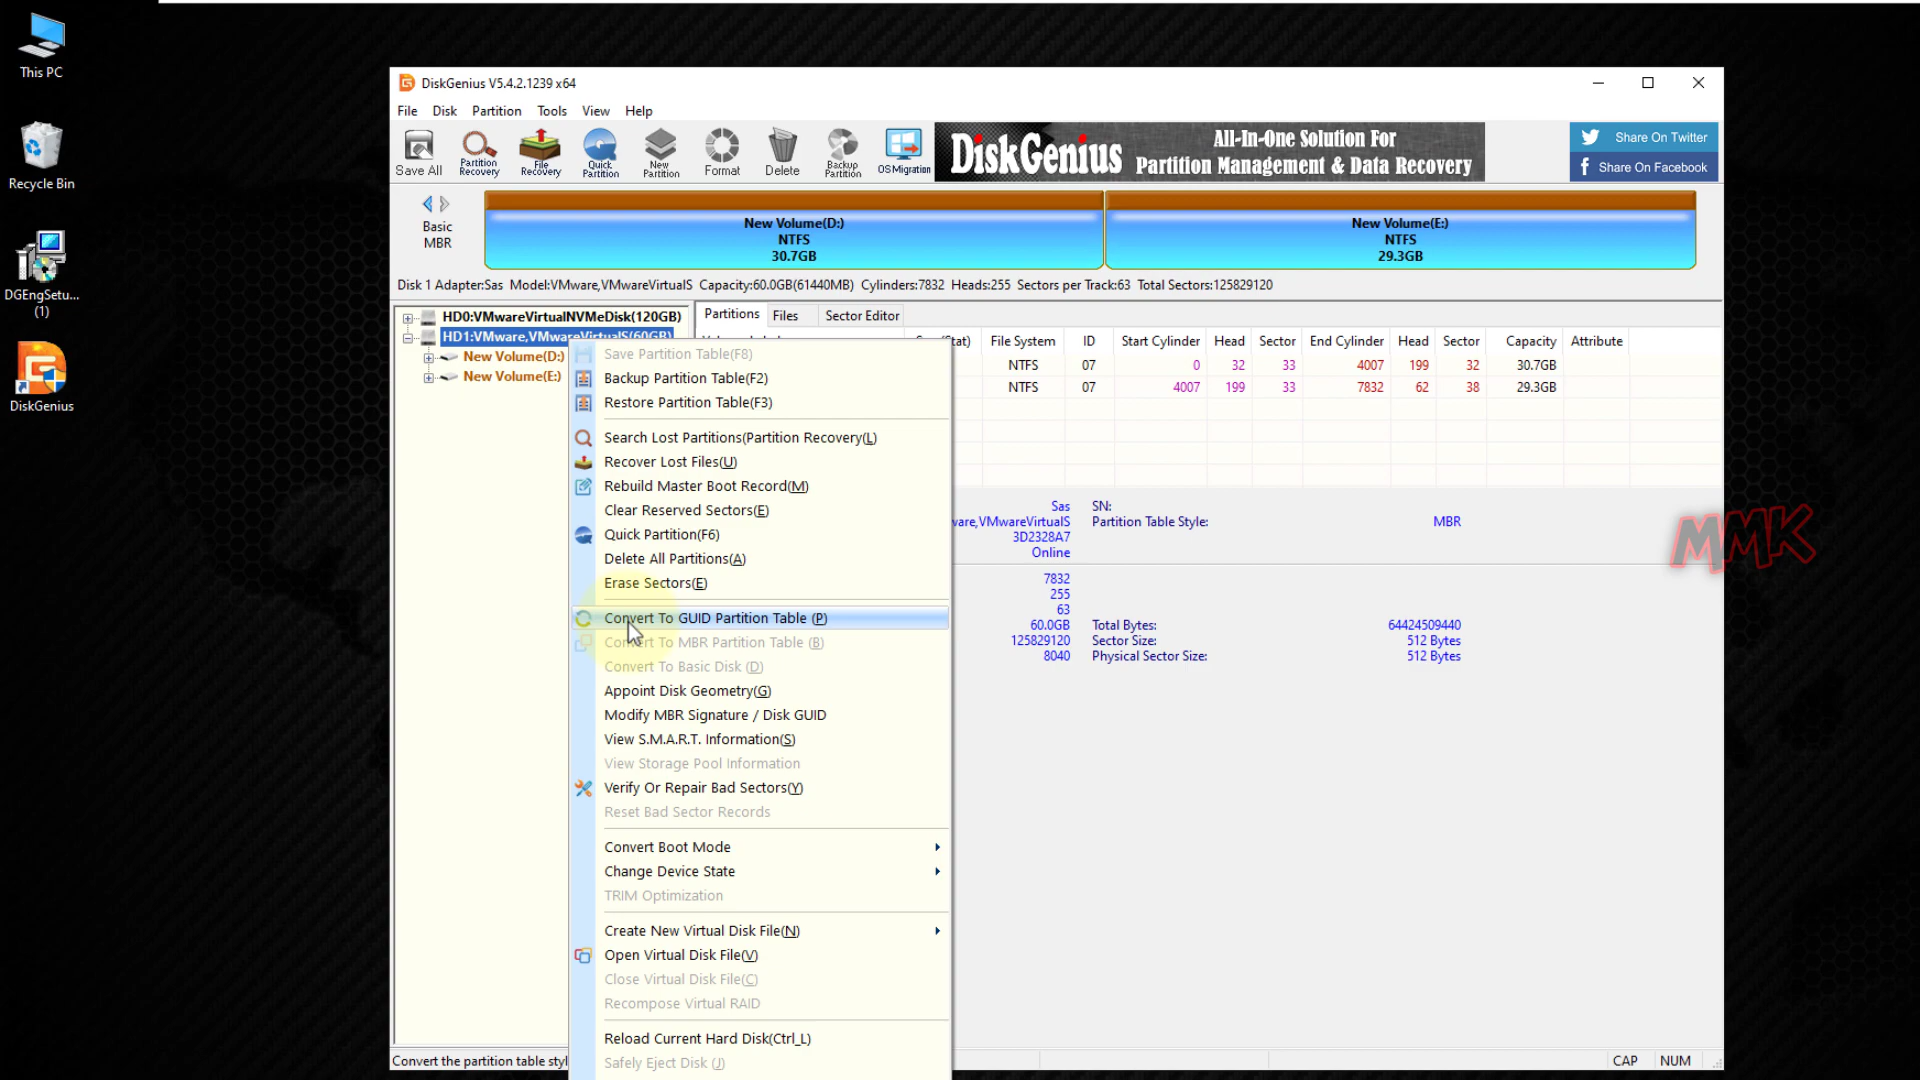 This PC
Recycle Bin
DGEngSetu...
(1)
DiskGenius
DiskGenius V5.4.2.1239 x64
File Disk Partition Tools View Help
Save All
Partition
Recovery
File
Recovery
Quick
Partition
New
Partition
Format
Delete
Backup
Partition
OS Migration
DiskGenius
All-In-One Solution For
Partition Management & Data Recovery
Share On Twitter
Share On Facebook
Basic
MBR
New Volume(D:)
NTFS
30.7GB
New Volume(E:)
NTFS
29.3GB
Disk 1 Adapter:Sas Model:VMware,VMwareVirtualS Capacity:60.0GB(61440MB) Cylinders:7832 Heads:255 Sectors per Track:63 Total Sectors:125829120
HD0:VMwareVirtualNVMeDisk(120GB)
HD1:VMware,VMwareVirtualS(60GB)
New Volume(D:)
New Volume(E:)
Partitions Files Sector Editor
File System ID Start Cylinder Head Sector End Cylinder Head Sector Capacity Attribute
NTFS 07 0 32 33 4007 199 32 30.7GB
NTFS 07 4007 199 33 7832 62 38 29.3GB
Save Partition Table(F8)
Backup Partition Table(F2)
Restore Partition Table(F3)
Search Lost Partitions(Partition Recovery(L)
Recover Lost Files(U)
Rebuild Master Boot Record(M)
Clear Reserved Sectors(E)
Quick Partition(F6)
Delete All Partitions(A)
Erase Sectors(E)
Convert To GUID Partition Table (P)
Convert To MBR Partition Table (B)
Convert To Basic Disk (D)
Appoint Disk Geometry(G)
Modify MBR Signature / Disk GUID
View S.M.A.R.T. Information(S)
View Storage Pool Information
Verify Or Repair Bad Sectors(Y)
Reset Bad Sector Records
Convert Boot Mode
Change Device State
TRIM Optimization
Create New Virtual Disk File(N)
Open Virtual Disk File(V)
Close Virtual Disk File(C)
Recompose Virtual RAID
Reload Current Hard Disk(Ctrl_L)
Safely Eject Disk (J)
Sas SN:
ware,VMwareVirtualS Partition Table Style: MBR
3D2328A7
Online
7832
255
63
60.0GB Total Bytes: 64424509440
125829120 Sector Size: 512 Bytes
8040 Physical Sector Size: 512 Bytes
MMK
Convert the partition table styl
CAP NUM